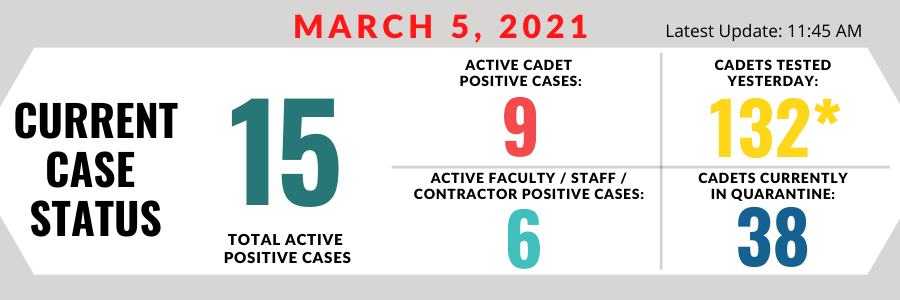 MARCH 5, 2021
Latest Update: 11:45 AM
CURRENT
CASE
STATUS
15
TOTAL ACTIVE
POSITIVE CASES
ACTIVE CADET
POSITIVE CASES:
9
CADETS TESTED
YESTERDAY:
132*
ACTIVE FACULTY / STAFF /
CONTRACTOR POSITIVE CASES:
6
CADETS CURRENTLY
IN QUARANTINE:
38